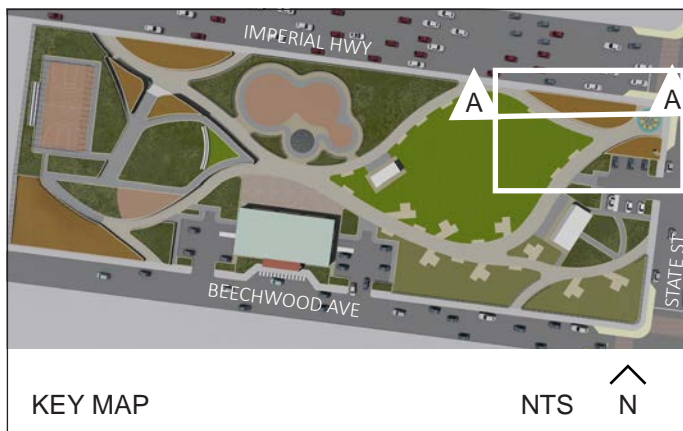 IMPERIAL HWY
A A
STATE ST
BEECHWOOD AVE
KEY MAP NTS N